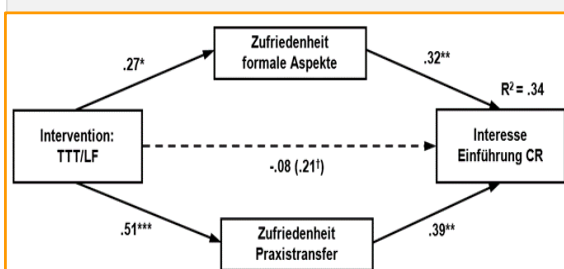 Zufriedenheit
formale Aspekte
.27*
.32**
R² = .34
Intervention:
TTT/LF
Interesse
Einführung CR
-.08 (.21†)
.51***
.39**
Zufriedenheit
Praxistransfer